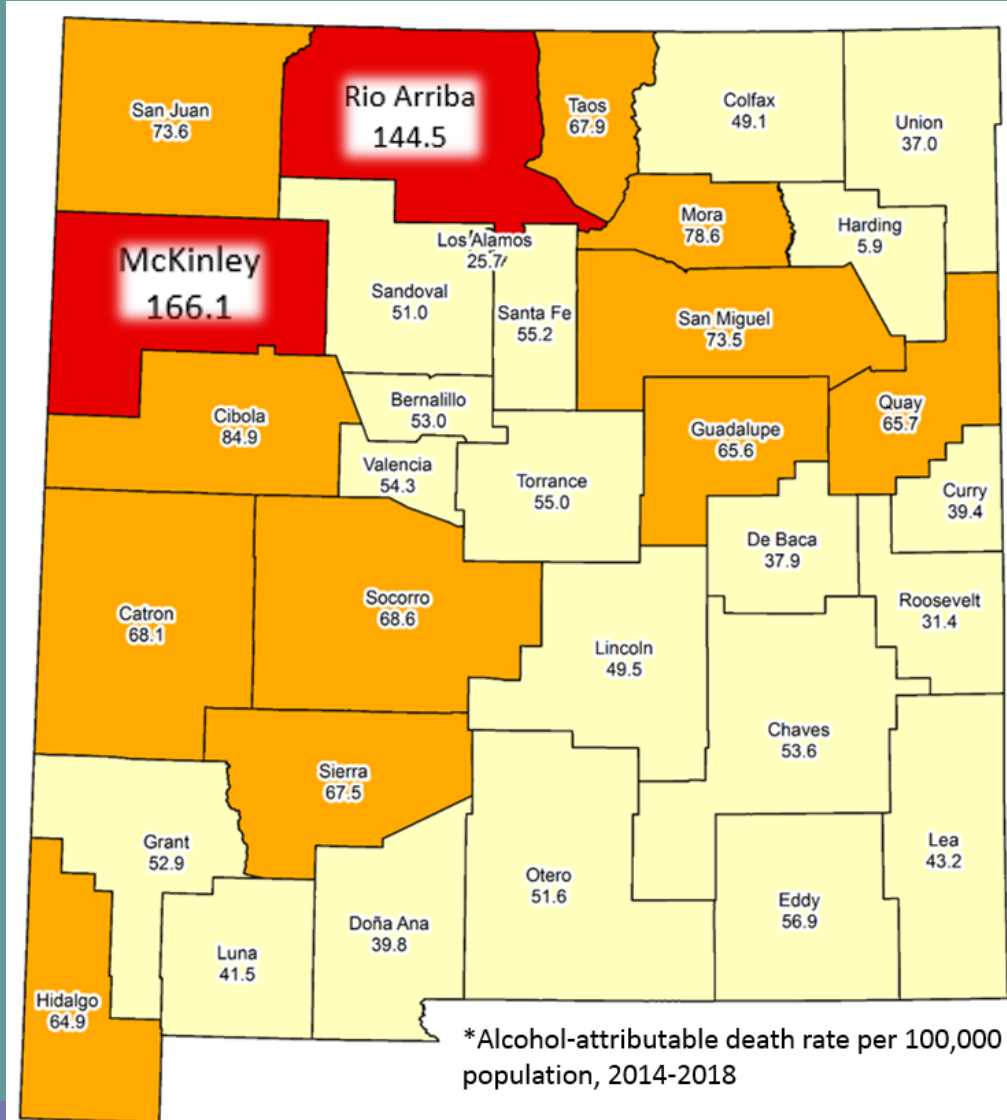 San Juan
73.6
Rio Arriba
144.5
Taos
67.9
Colfax
49.1
Union
37.0
Mora
78.6
Harding
5.9
Los Alamos
25.7
McKinley
166.1
Sandoval
51.0
Santa Fe
55.2
San Miguel
73.5
Cibola
84.9
Bernalillo
53.0
Guadalupe
65.6
Quay
65.7
Valencia
54.3
Torrance
55.0
Curry
39.4
De Baca
37.9
Catron
68.1
Socorro
68.6
Roosevelt
31.4
Lincoln
49.5
Chaves
53.6
Sierra
67.5
Grant
52.9
Otero
51.6
Lea
43.2
Eddy
56.9
Doña Ana
39.8
Luna
41.5
Hidalgo
64.9
*Alcohol-attributable death rate per 100,000
population, 2014-2018